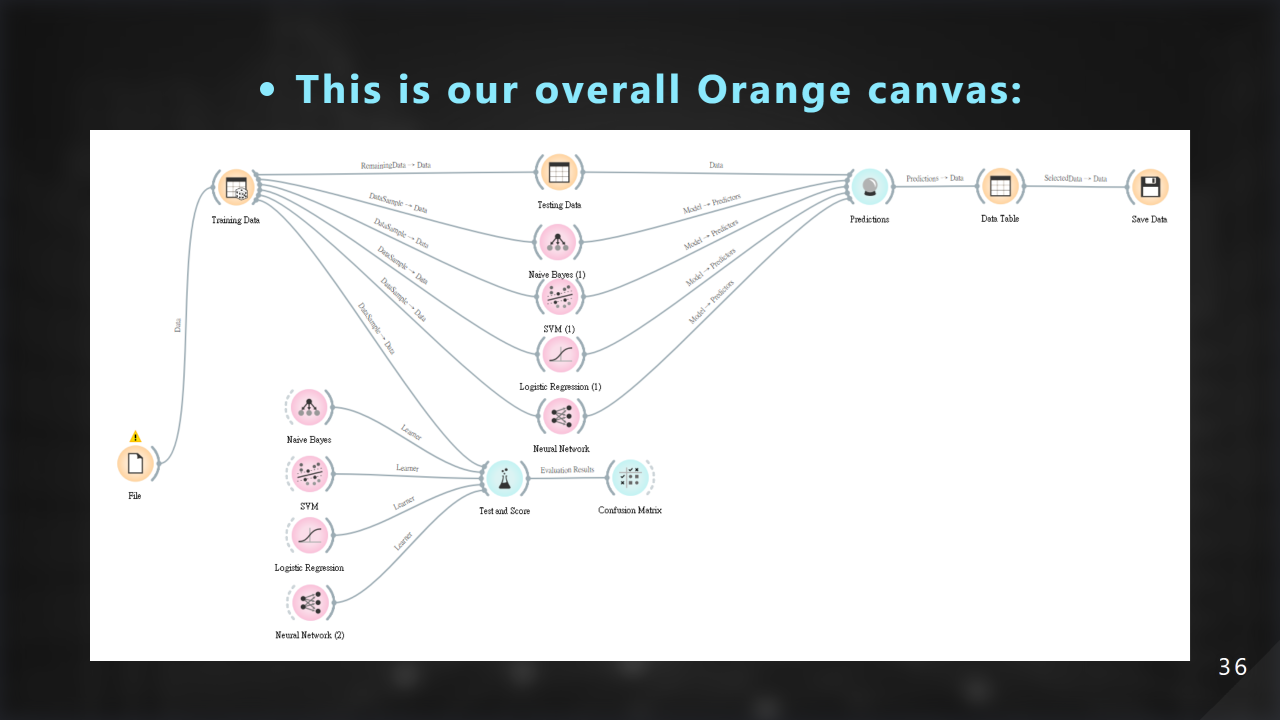 • This is our overall Orange canvas:
RemainingData → Data
Data
Training Data
Testing Data
Predictions
Predictions → Data
Data Table
SelectedData → Data
Save Data
DataSample → Data
DataSample → Data
DataSample → Data
DataSample → Data
DataSample → Data
Model → Predictors
Model → Predictors
Model → Predictors
Model → Predictors
Naive Bayes (1)
SVM (1)
Logistic Regression (1)
Neural Network
Data
File
Naive Bayes
Learner
SVM
Learner
Logistic Regression
Learner
Neural Network (2)
Learner
Test and Score
Evaluation Results
Confusion Matrix
36